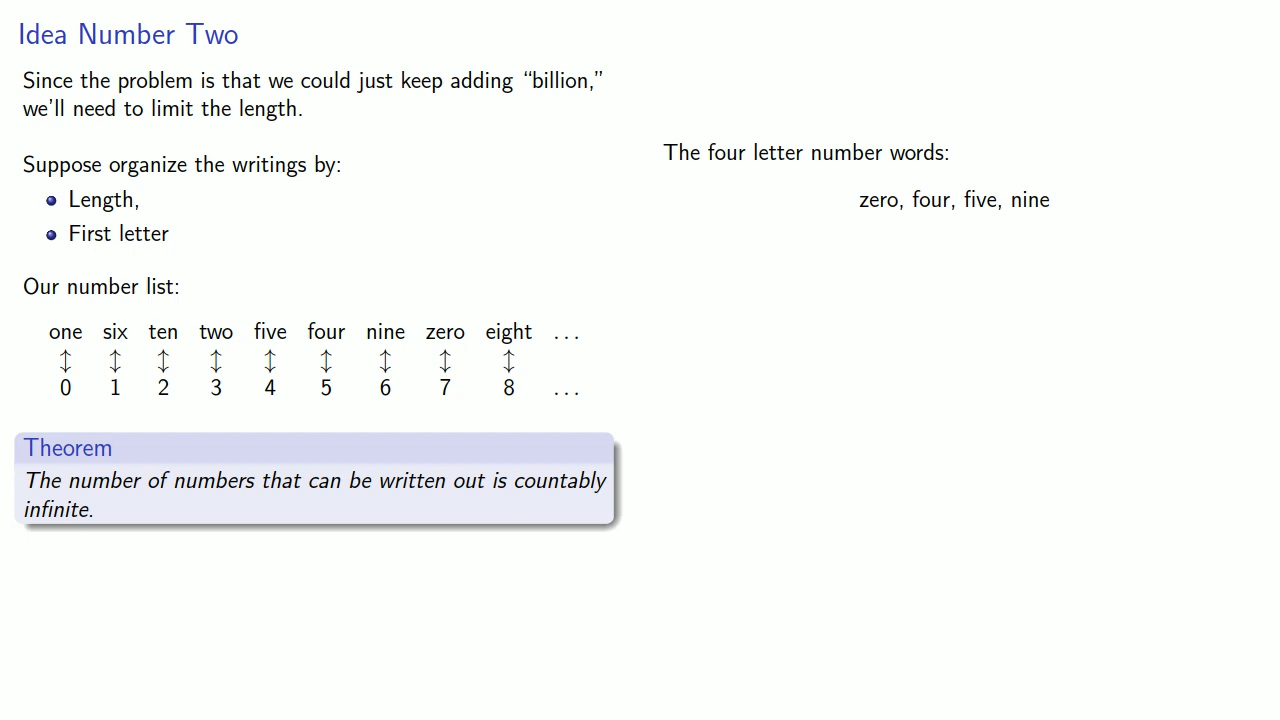 Idea Number Two
Since the problem is that we could just keep adding “billion,”
we’ll need to limit the length.
Suppose organize the writings by:
Length,
First letter
Our number list:
one six ten two five four nine zero eight ...
↕ ↕ ↕ ↕ ↕ ↕ ↕ ↕ ↕
0 1 2 3 4 5 6 7 8 ...
Theorem
The number of numbers that can be written out is countably
infinite.
The four letter number words:
zero, four, five, nine